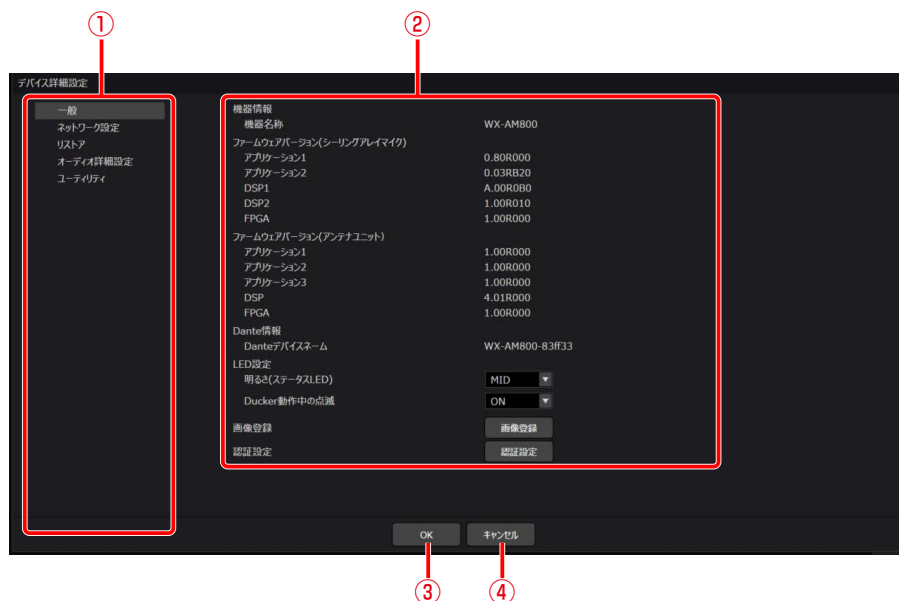 ① ②
デバイス詳細設定
一般
ネットワーク設定
リストア
オーディオ詳細設定
ユーティリティ
機器情報
機器名称 WX-AM800
ファームウェアバージョン(シーリングアレイマイク)
アプリケーション1 0.80R000
アプリケーション2 0.03RB20
DSP1 A.00R0B0
DSP2 1.00R010
FPGA 1.00R000
ファームウェアバージョン(アンテナユニット)
アプリケーション1 1.00R000
アプリケーション2 1.00R000
アプリケーション3 1.00R000
DSP 4.01R000
FPGA 1.00R000
Dante情報
Danteデバイスネーム WX-AM800-83ff33
LED設定
明るさ(ステータスLED) MID
Ducker動作中の点滅 ON
画像登録 画像登録
認証設定 認証設定
OK キャンセル
③ ④